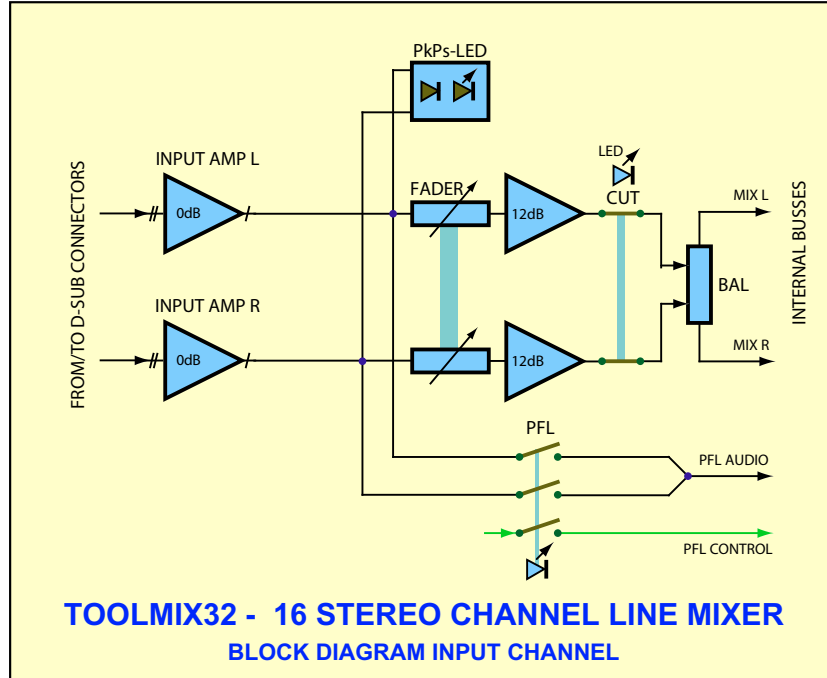 PkPs-LED
INPUT AMP L
LED
FADER
CUT
MIX L
0dB
12dB
FROM/TO D-SUB CONNECTORS
INTERNAL BUSSES
BAL
INPUT AMP R
MIX R
0dB
12dB
PFL
PFL AUDIO
PFL CONTROL
TOOLMIX32 - 16 STEREO CHANNEL LINE MIXER
BLOCK DIAGRAM INPUT CHANNEL